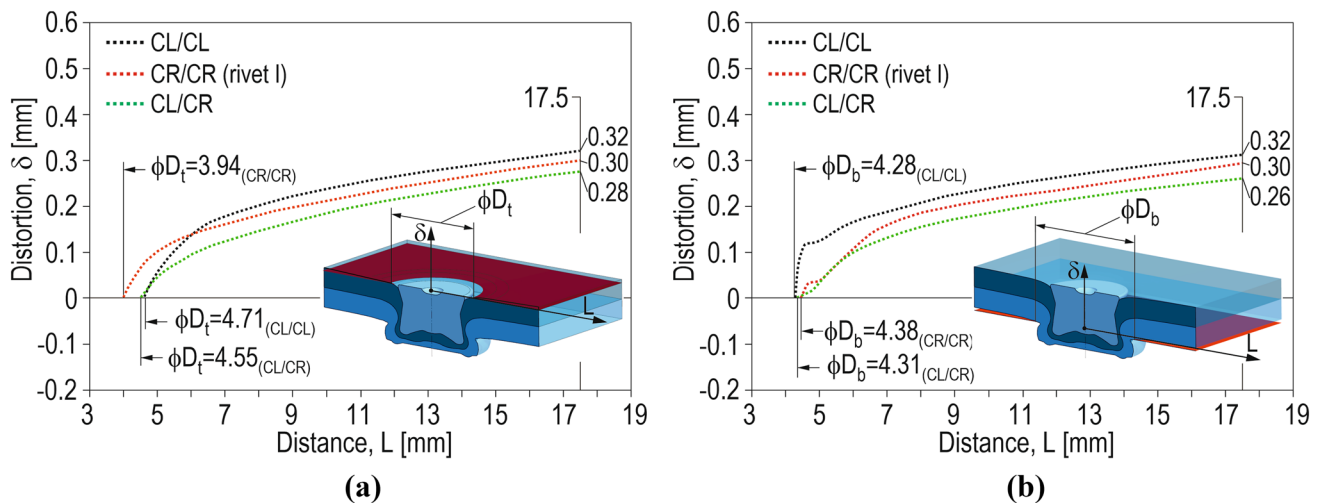 0.6
0.5
0.4
0.3
0.2
0.1
0
-0.1
-0.2
Distortion, δ [mm]
CL/CL
CR/CR (rivet I)
CL/CR
17.5
0.32
0.30
0.28
ϕDt=3.94(CR/CR)
ϕDt
δ
L
ϕDt=4.71(CL/CL)
ϕDt=4.55(CL/CR)
3 5 7 9 11 13 15 17 19
Distance, L [mm]
(a)
0.6
0.5
0.4
0.3
0.2
0.1
0
-0.1
-0.2
Distortion, δ [mm]
CL/CL
CR/CR (rivet I)
CL/CR
17.5
0.32
0.30
0.26
ϕDb=4.28(CL/CL)
ϕDb
δ
L
ϕDb=4.38(CR/CR)
ϕDb=4.31(CL/CR)
3 5 7 9 11 13 15 17 19
Distance, L [mm]
(b)